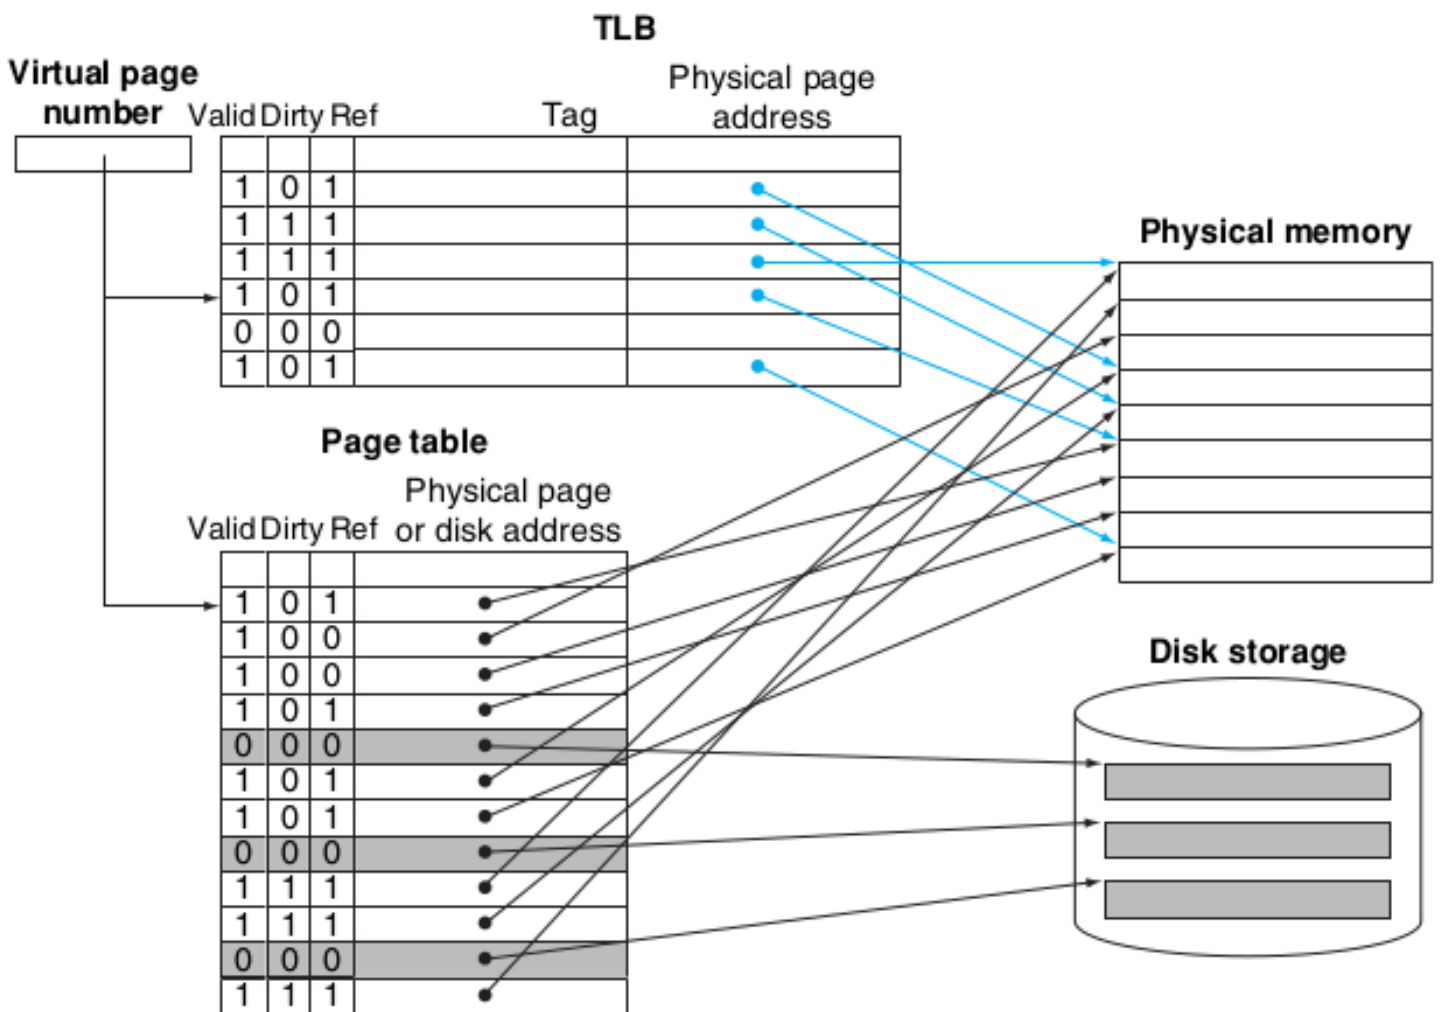 TLB
Virtual page
number
Physical page
address
Valid Dirty Ref Tag
1 0 1
1 1 1
1 1 1
1 0 1
0 0 0
1 0 1
Physical memory
Page table
Physical page
or disk address
Valid Dirty Ref
1 0 1
1 0 0
1 0 0
1 0 1
0 0 0
1 0 1
1 0 1
0 0 0
1 1 1
1 1 1
0 0 0
1 1 1
Disk storage